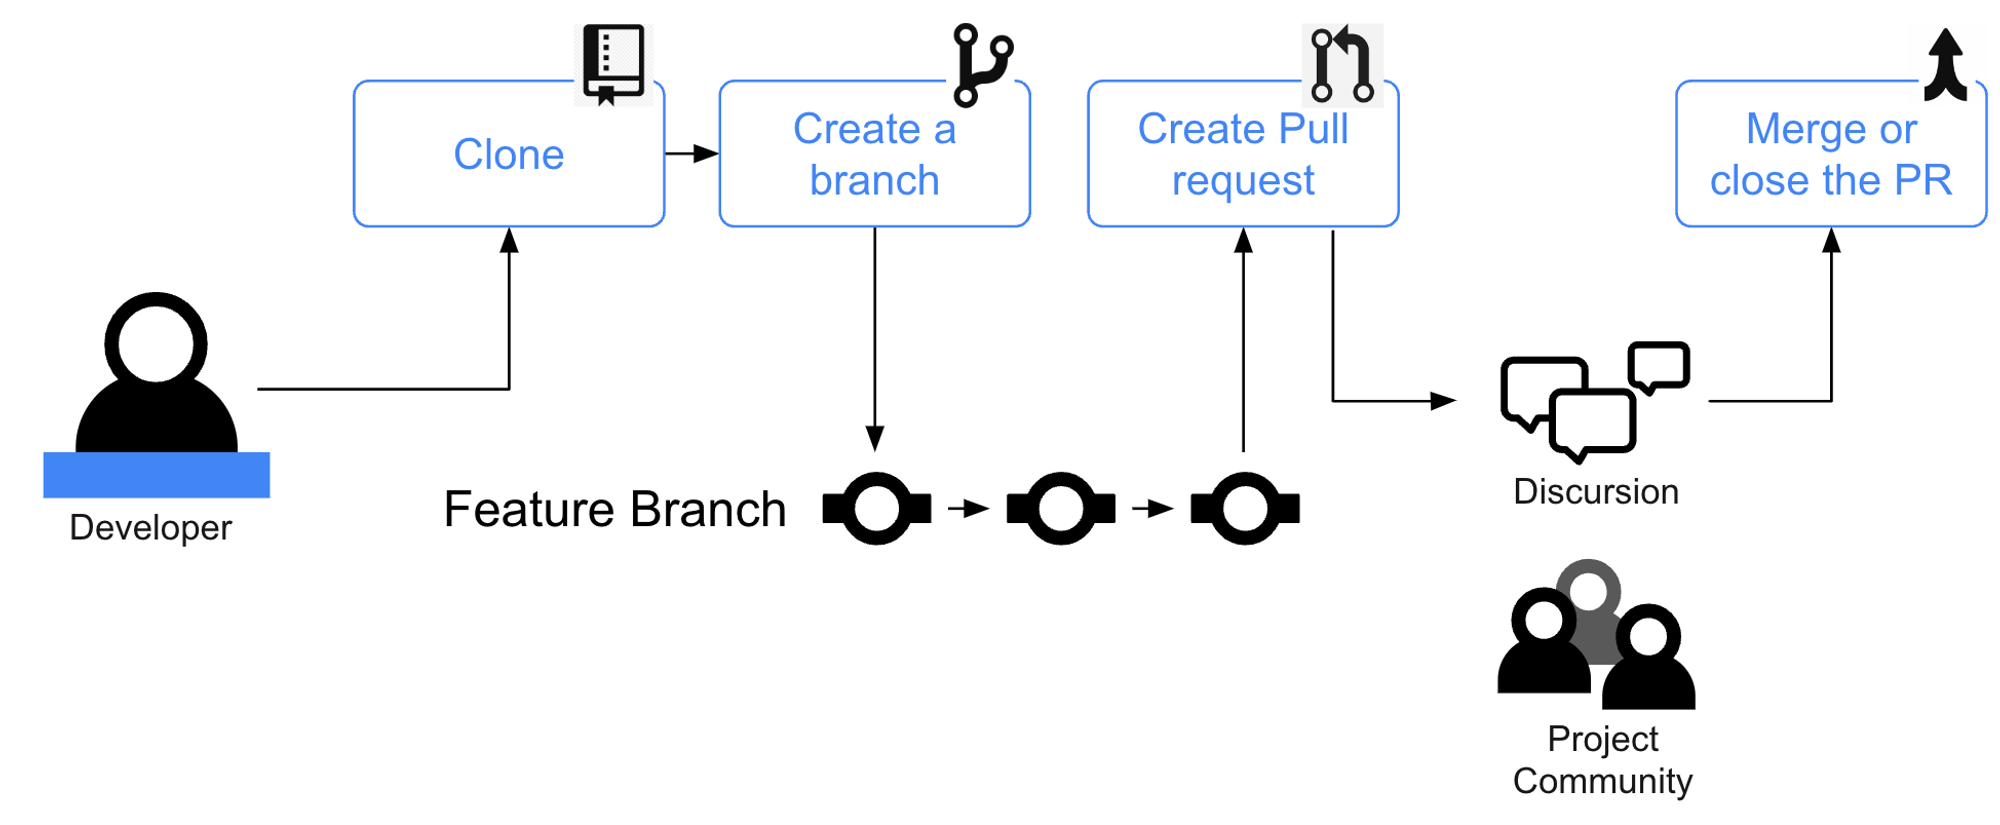 Clone
Create a
branch
Create Pull
request
Merge or
close the PR
Developer
Feature Branch
Discursion
Project
Community